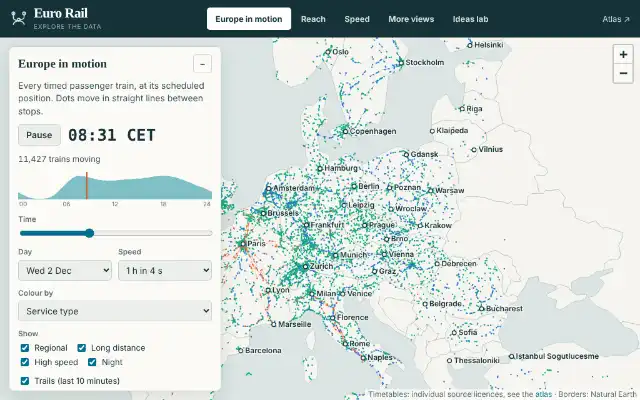 Euro Rail
EXPLORE THE DATA
Europe in motion
Reach
Speed
More views
Ideas lab
Atlas ↗
Europe in motion
−
Every timed passenger train, at its scheduled
position. Dots move in straight lines between
stops.
Pause
08:31 CET
11,427 trains moving
00 06 12 18 24
Time
Day
Speed
Wed 2 Dec
1 h in 4 s
Colour by
Service type
Show
Regional
Long distance
High speed
Night
Trails (last 10 minutes)
+
−
Oslo
Helsinki
Stockholm
Riga
Copenhagen
Klaipėda
Vilnius
Gdansk
Hamburg
Amsterdam
Berlin
Poznan
Warsaw
Brussels
Leipzig
Wroclaw
Frankfurt
Prague
Krakow
Paris
Brno
Munich
Vienna
Zurich
Graz
Debrecen
Lyon
Milan
Venice
Belgrade
Bucharest
Marseille
Florence
Sofia
Barcelona
Rome
Naples
Thessaloniki
Istanbul Sogutlucesme
Timetables: individual source licences, see the atlas · Borders: Natural Earth